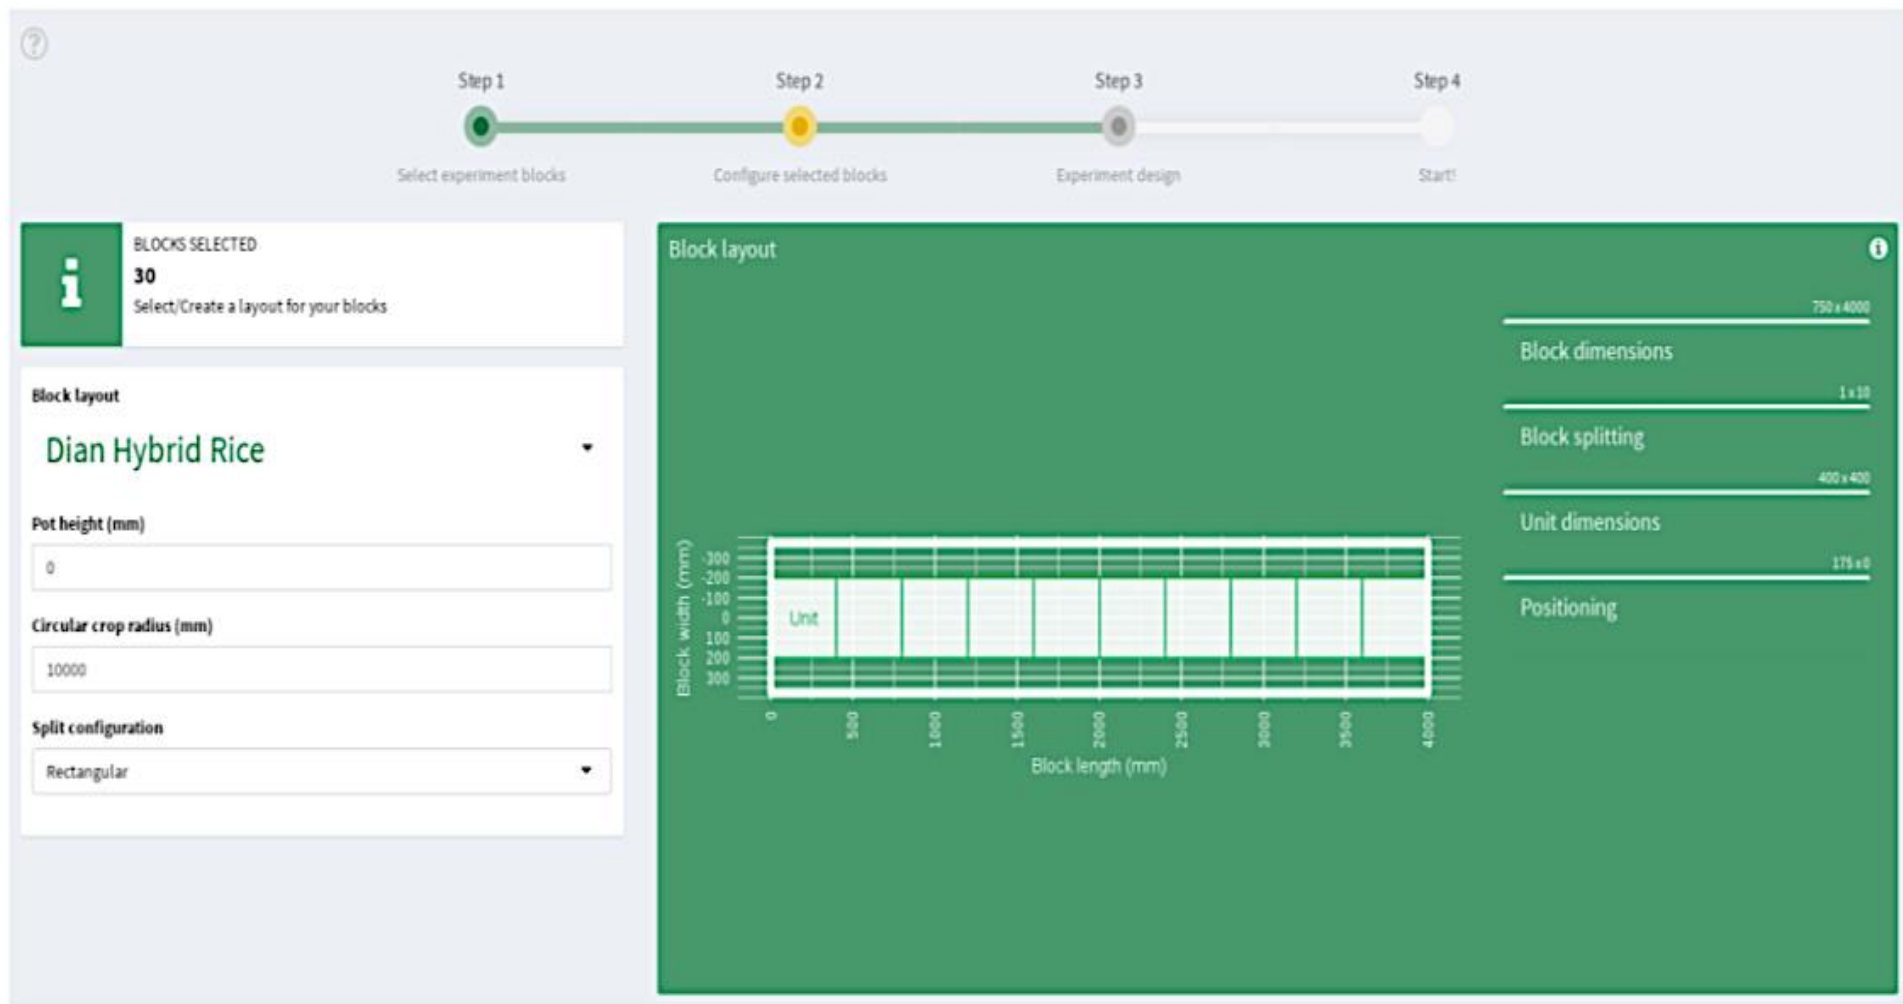 ?
Step 1
Step 2
Step 3
Step 4
Select experiment blocks
Configure selected blocks
Experiment design
Start!
i
BLOCKS SELECTED
30
Select/Create a layout for your blocks
Block layout
Dian Hybrid Rice
Pot height (mm)
0
Circular crop radius (mm)
10000
Split configuration
Rectangular
Block layout
i
750 x 4000
Block dimensions
1 x 10
Block splitting
400 x 400
Unit dimensions
175 x 0
Positioning
Block width (mm)
-300
-200
-100
0
100
200
300
Unit
0
500
1000
1500
2000
2500
3000
3500
4000
Block length (mm)